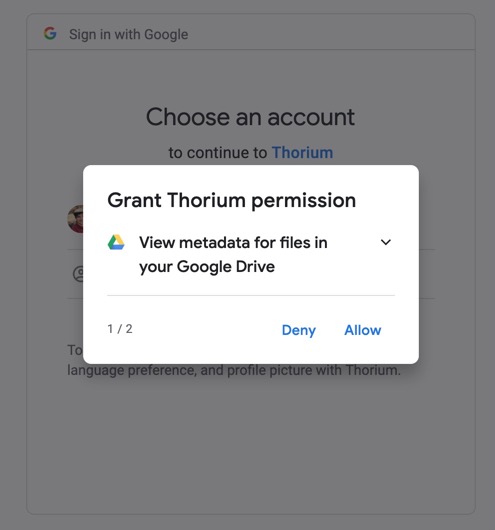 Sign in with Google
Choose an account
to continue to Thorium
Grant Thorium permission
View metadata for files in
your Google Drive
1 / 2
Deny
Allow
To
language preference, and profile picture with Thorium.